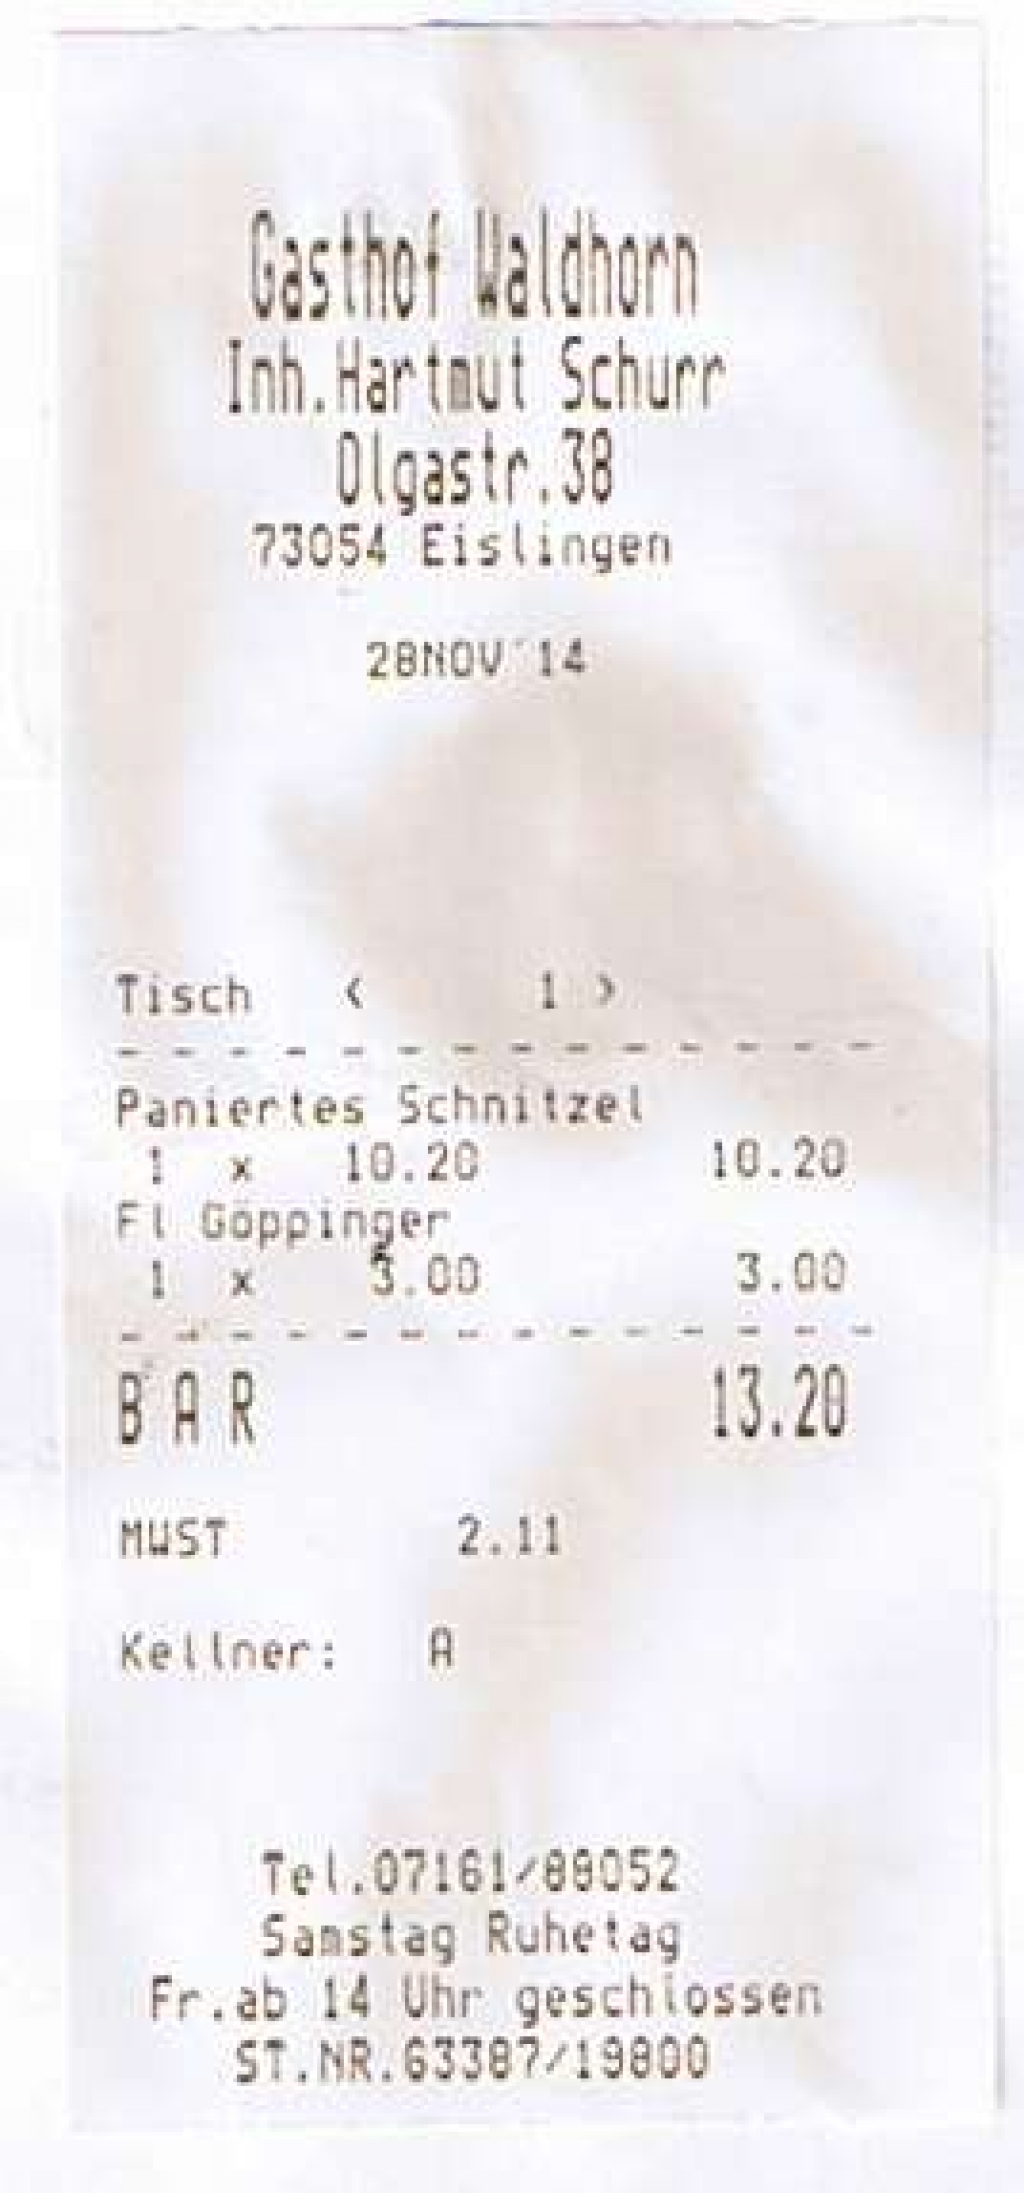 Gasthof Waldhorn
Inh.Hartmut Schurr
Olgastr.38
73054 Eislingen
28NOV'14
Tisch < 1 >
Paniertes Schnitzel
1 x 10.20 10.20
Fl Göppinger
1 x 3.00 3.00
BAR 13.20
MWST 2.11
Kellner: A
Tel.07161/88052
Samstag Ruhetag
Fr.ab 14 Uhr geschlossen
ST.NR.63387/19800